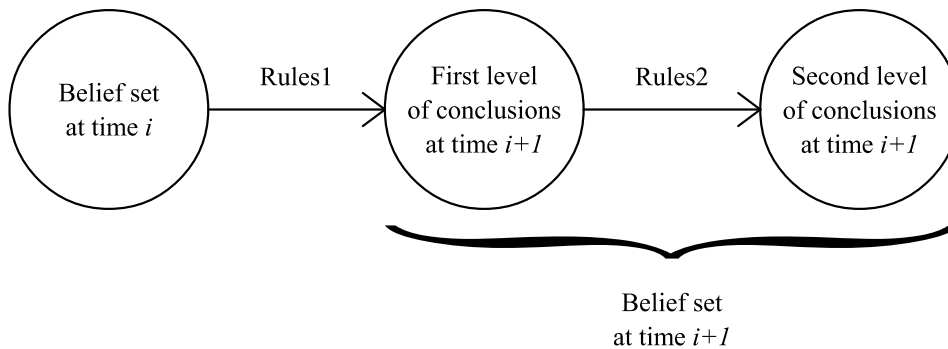 Belief set
at time i
Rules1
First level
of conclusions
at time i+1
Rules2
Second level
of conclusions
at time i+1
Belief set
at time i+1